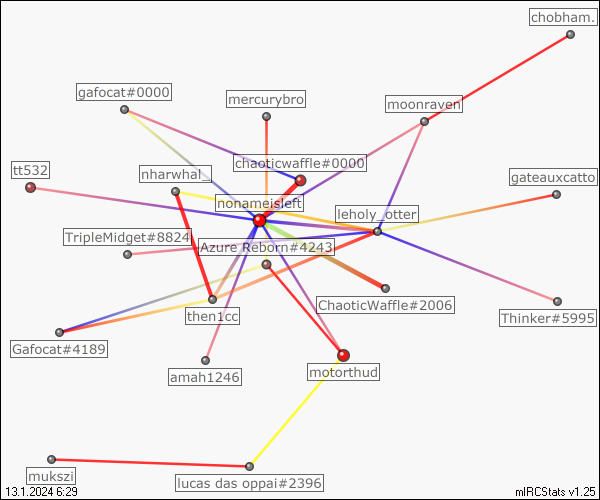 chobham.
gafocat#0000
mercurybro
moonraven
chaoticwaffle#0000
tt532
nharwhal_
gateauxcatto
nonameisleft
leholy_otter
TripleMidget#8824
Azure Reborn#4243
ChaoticWaffle#2006
then1cc
Thinker#5995
Gafocat#4189
amah1246
motorthud
mukszi
lucas das oppai#2396
13.1.2024 6:29
mIRCStats v1.25